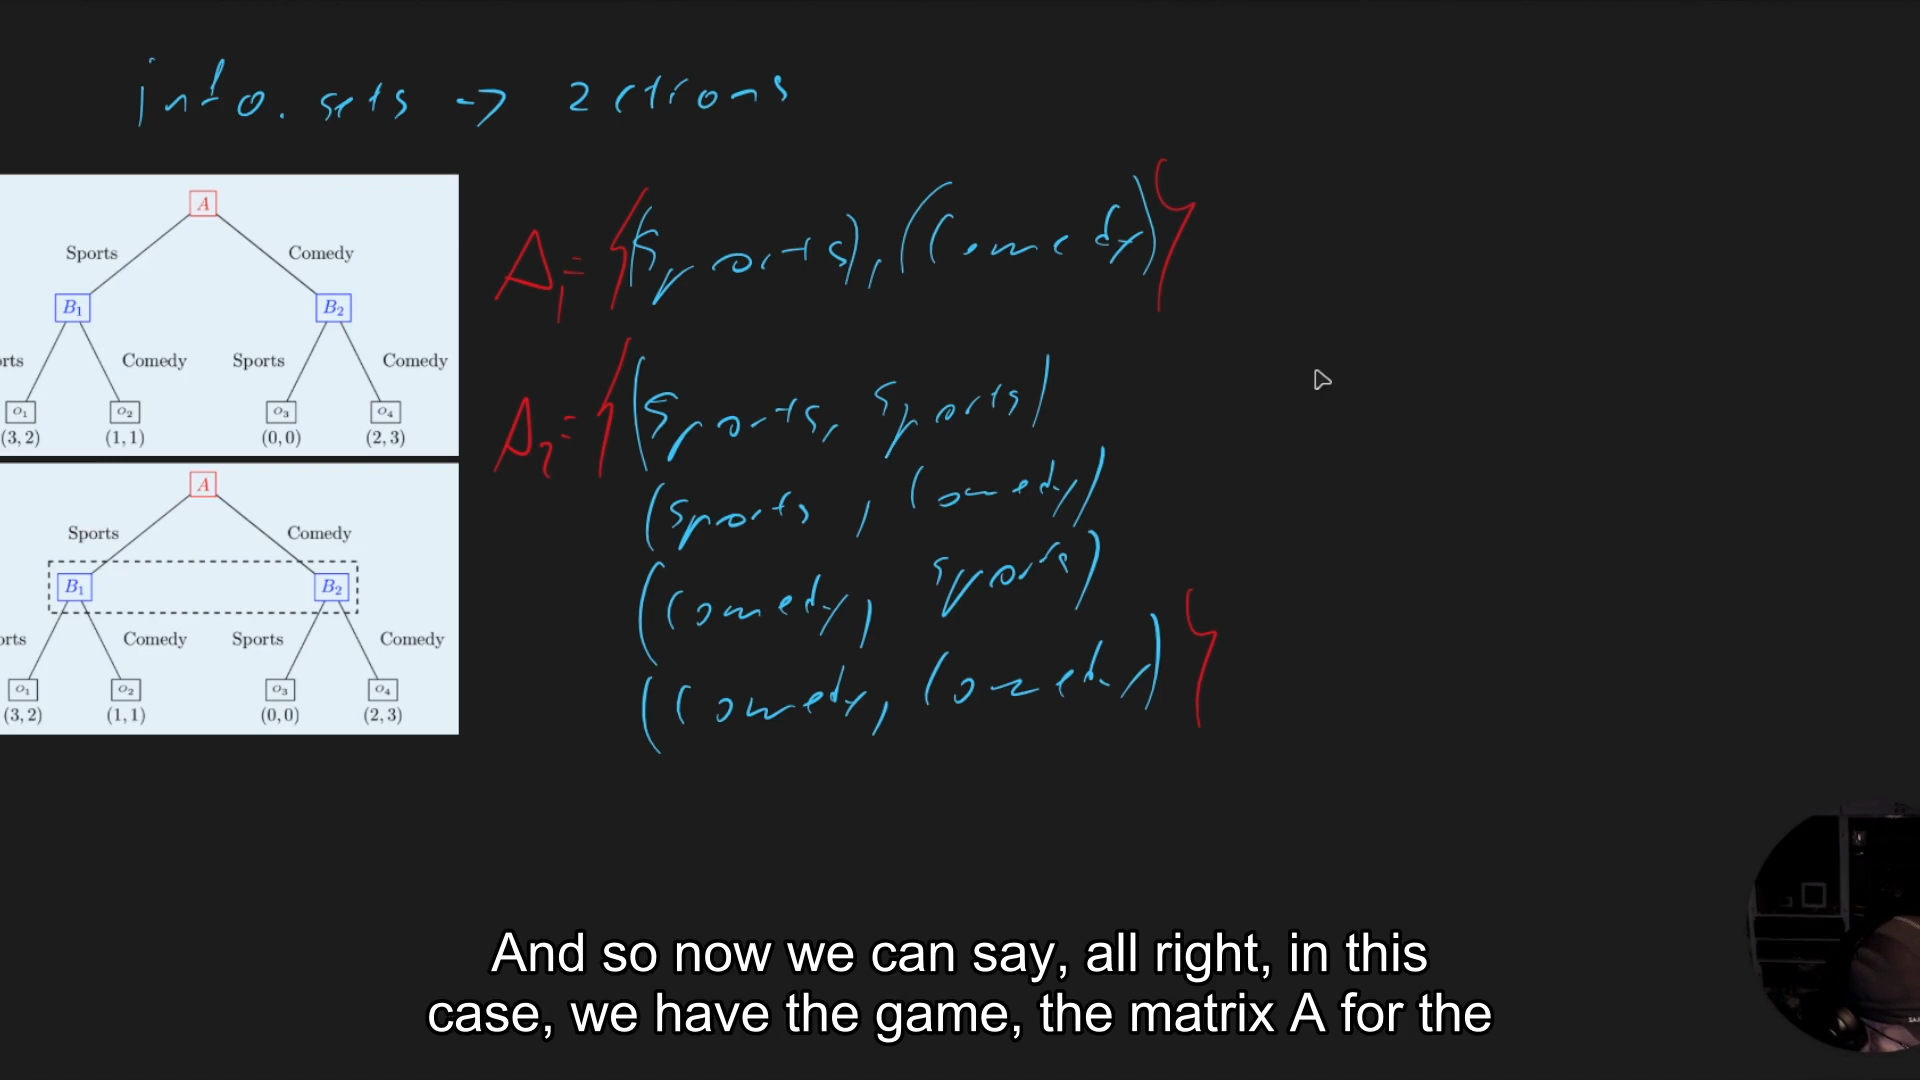 info. sets -> actions
A
Sports Comedy
B1 B2
rts Comedy Sports Comedy
o1 o2 o3 o4
(3, 2) (1, 1) (0, 0) (2, 3)
A
Sports Comedy
B1 B2
orts Comedy Sports Comedy
o1 o2 o3 o4
(3, 2) (1, 1) (0, 0) (2, 3)
A1 = {(Sports), (Comedy)}
A2 = {(Sports, Sports)
(Sports, Comedy)
(Comedy, Sports)
(Comedy, Comedy)}
And so now we can say, all right, in this
case, we have the game, the matrix A for the